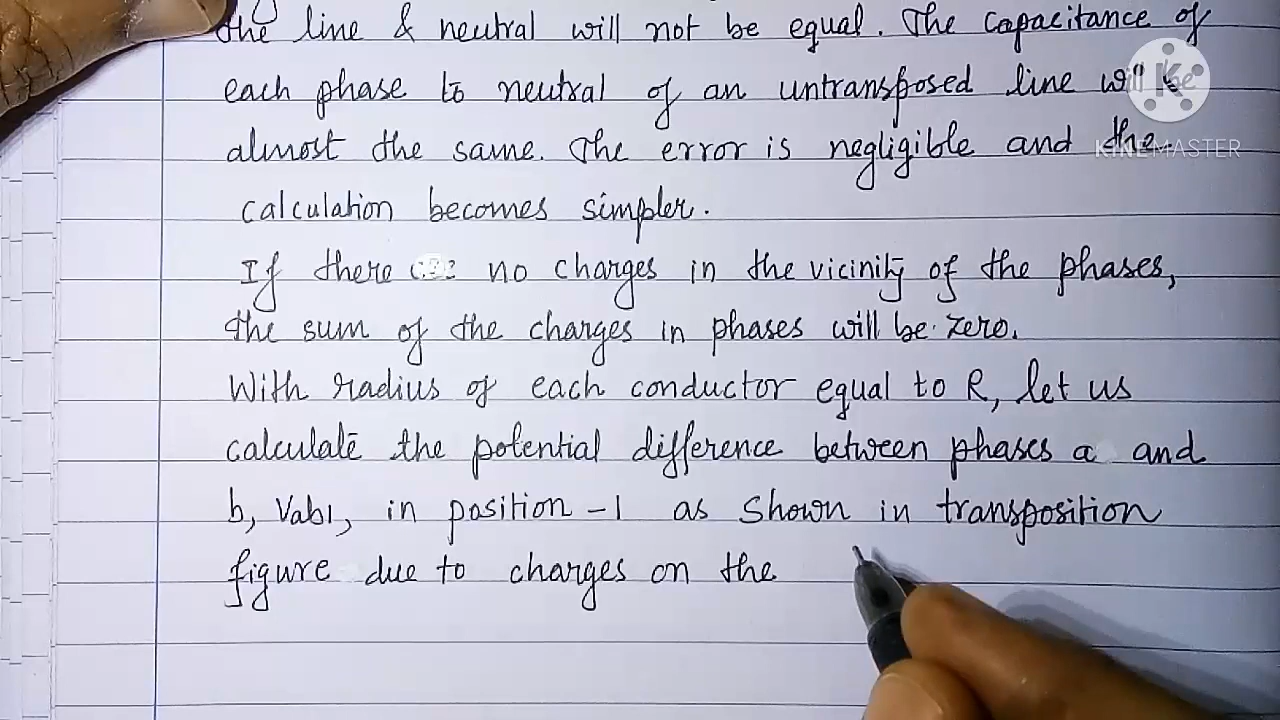 the line & neutral will not be equal. The capacitance of
each phase to neutral of an untransposed line will be
almost the same. The error is negligible and the
calculation becomes simpler.
If there no charges in the vicinity of the phases,
the sum of the charges in phases will be zero.
With radius of each conductor equal to R, let us
calculate the potential difference between phases a and
b, Vab1, in position -1 as shown in transposition
figure due to charges on the
K
KINEMASTER